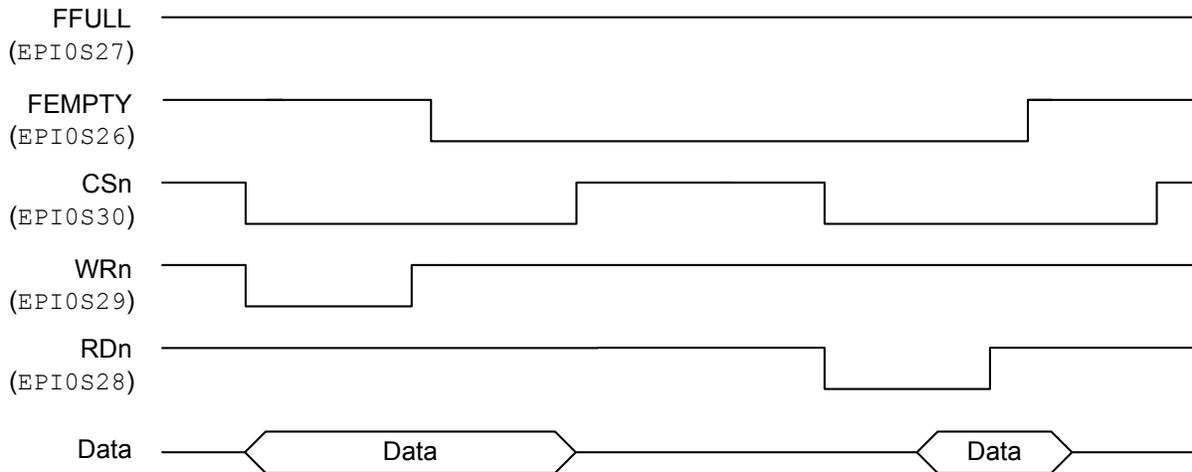 FFULL
(EPI0S27)
FEMPTY
(EPI0S26)
CSn
(EPI0S30)
WRn
(EPI0S29)
RDn
(EPI0S28)
Data Data Data